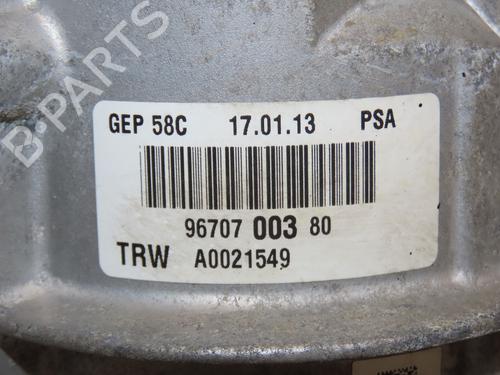 GEP 58C 17.01.13 PSA
96707 003 80
TRW A0021549
B-PARTS